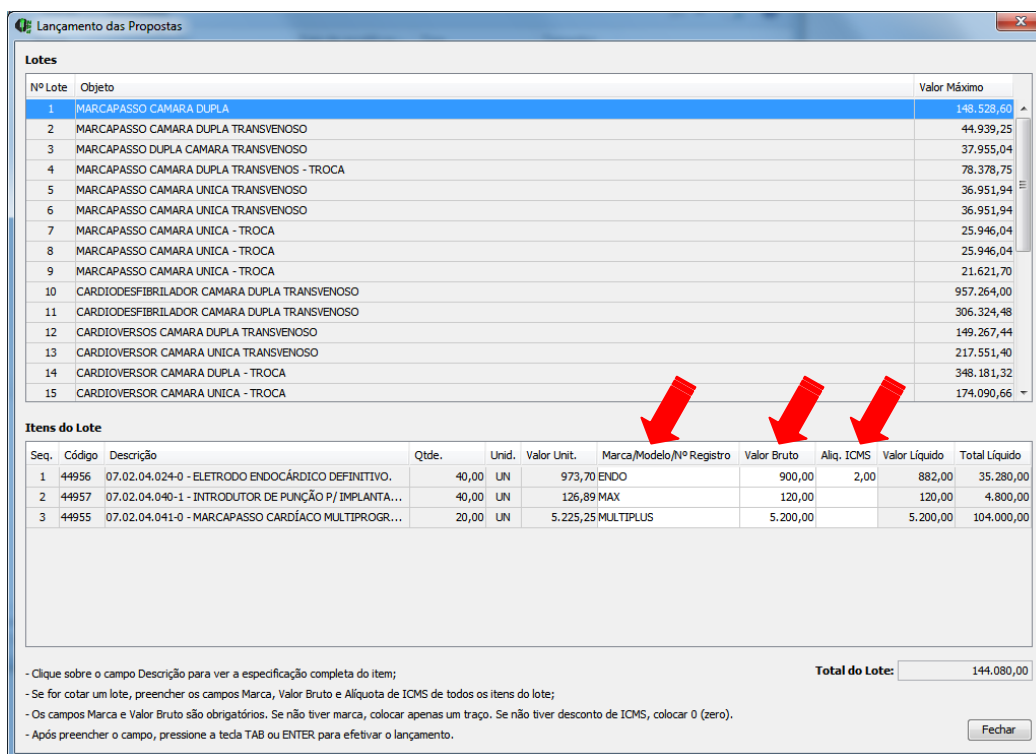 Lançamento das Propostas
Lotes
Nº Lote Objeto Valor Máximo
1 MARCAPASSO CAMARA DUPLA 148.528,60
2 MARCAPASSO CAMARA DUPLA TRANSVENOSO 44.939,25
3 MARCAPASSO DUPLA CAMARA TRANSVENOSO 37.955,04
4 MARCAPASSO CAMARA DUPLA TRANSVENOS - TROCA 78.378,75
5 MARCAPASSO CAMARA UNICA TRANSVENOSO 36.951,94
6 MARCAPASSO CAMARA UNICA TRANSVENOSO 36.951,94
7 MARCAPASSO CAMARA UNICA - TROCA 25.946,04
8 MARCAPASSO CAMARA UNICA - TROCA 25.946,04
9 MARCAPASSO CAMARA UNICA - TROCA 21.621,70
10 CARDIODESFIBRILADOR CAMARA DUPLA TRANSVENOSO 957.264,00
11 CARDIODESFIBRILADOR CAMARA DUPLA TRANSVENOSO 306.324,48
12 CARDIOVERSOS CAMARA DUPLA TRANSVENOSO 149.267,44
13 CARDIOVERSOR CAMARA UNICA TRANSVENOSO 217.551,40
14 CARDIOVERSOR CAMARA DUPLA - TROCA 348.181,32
15 CARDIOVERSOR CAMARA UNICA - TROCA 174.090,66
Itens do Lote
Seq. Código Descrição Qtde. Unid. Valor Unit. Marca/Modelo/Nº Registro Valor Bruto Aliq. ICMS Valor Líquido Total Líquido
1 44956 07.02.04.024-0 - ELETRODO ENDOCÁRDICO DEFINITIVO. 40,00 UN 973,70 ENDO 900,00 2,00 882,00 35.280,00
2 44957 07.02.04.040-1 - INTRODUTOR DE PUNÇÃO P/ IMPLANTA... 40,00 UN 126,89 MAX 120,00 120,00 4.800,00
3 44955 07.02.04.041-0 - MARCAPASSO CARDÍACO MULTIPROGR... 20,00 UN 5.225,25 MULTIPLUS 5.200,00 5.200,00 104.000,00
- Clique sobre o campo Descrição para ver a especificação completa do item; Total do Lote: 144.080,00
- Se for cotar um lote, preencher os campos Marca, Valor Bruto e Alíquota de ICMS de todos os itens do lote;
- Os campos Marca e Valor Bruto são obrigatórios. Se não tiver marca, colocar apenas um traço. Se não tiver desconto de ICMS, colocar 0 (zero).
- Após preencher o campo, pressione a tecla TAB ou ENTER para efetivar o lançamento. Fechar